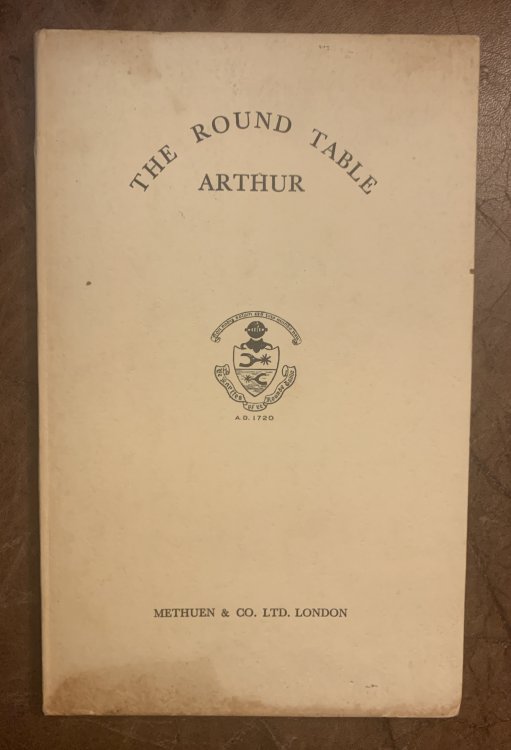 THE ROUND TABLE
ARTHUR
A.D. 1720
METHUEN & CO. LTD. LONDON